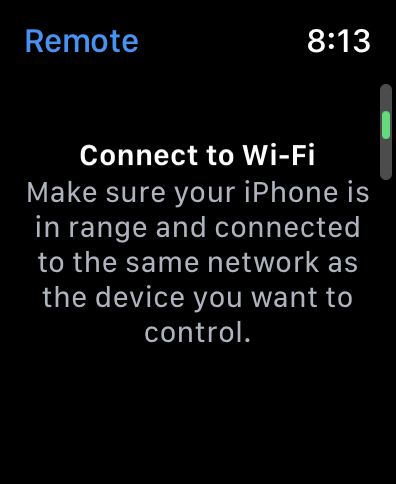 Remote 8:13
Connect to Wi-Fi
Make sure your iPhone is
in range and connected
to the same network as
the device you want to
control.